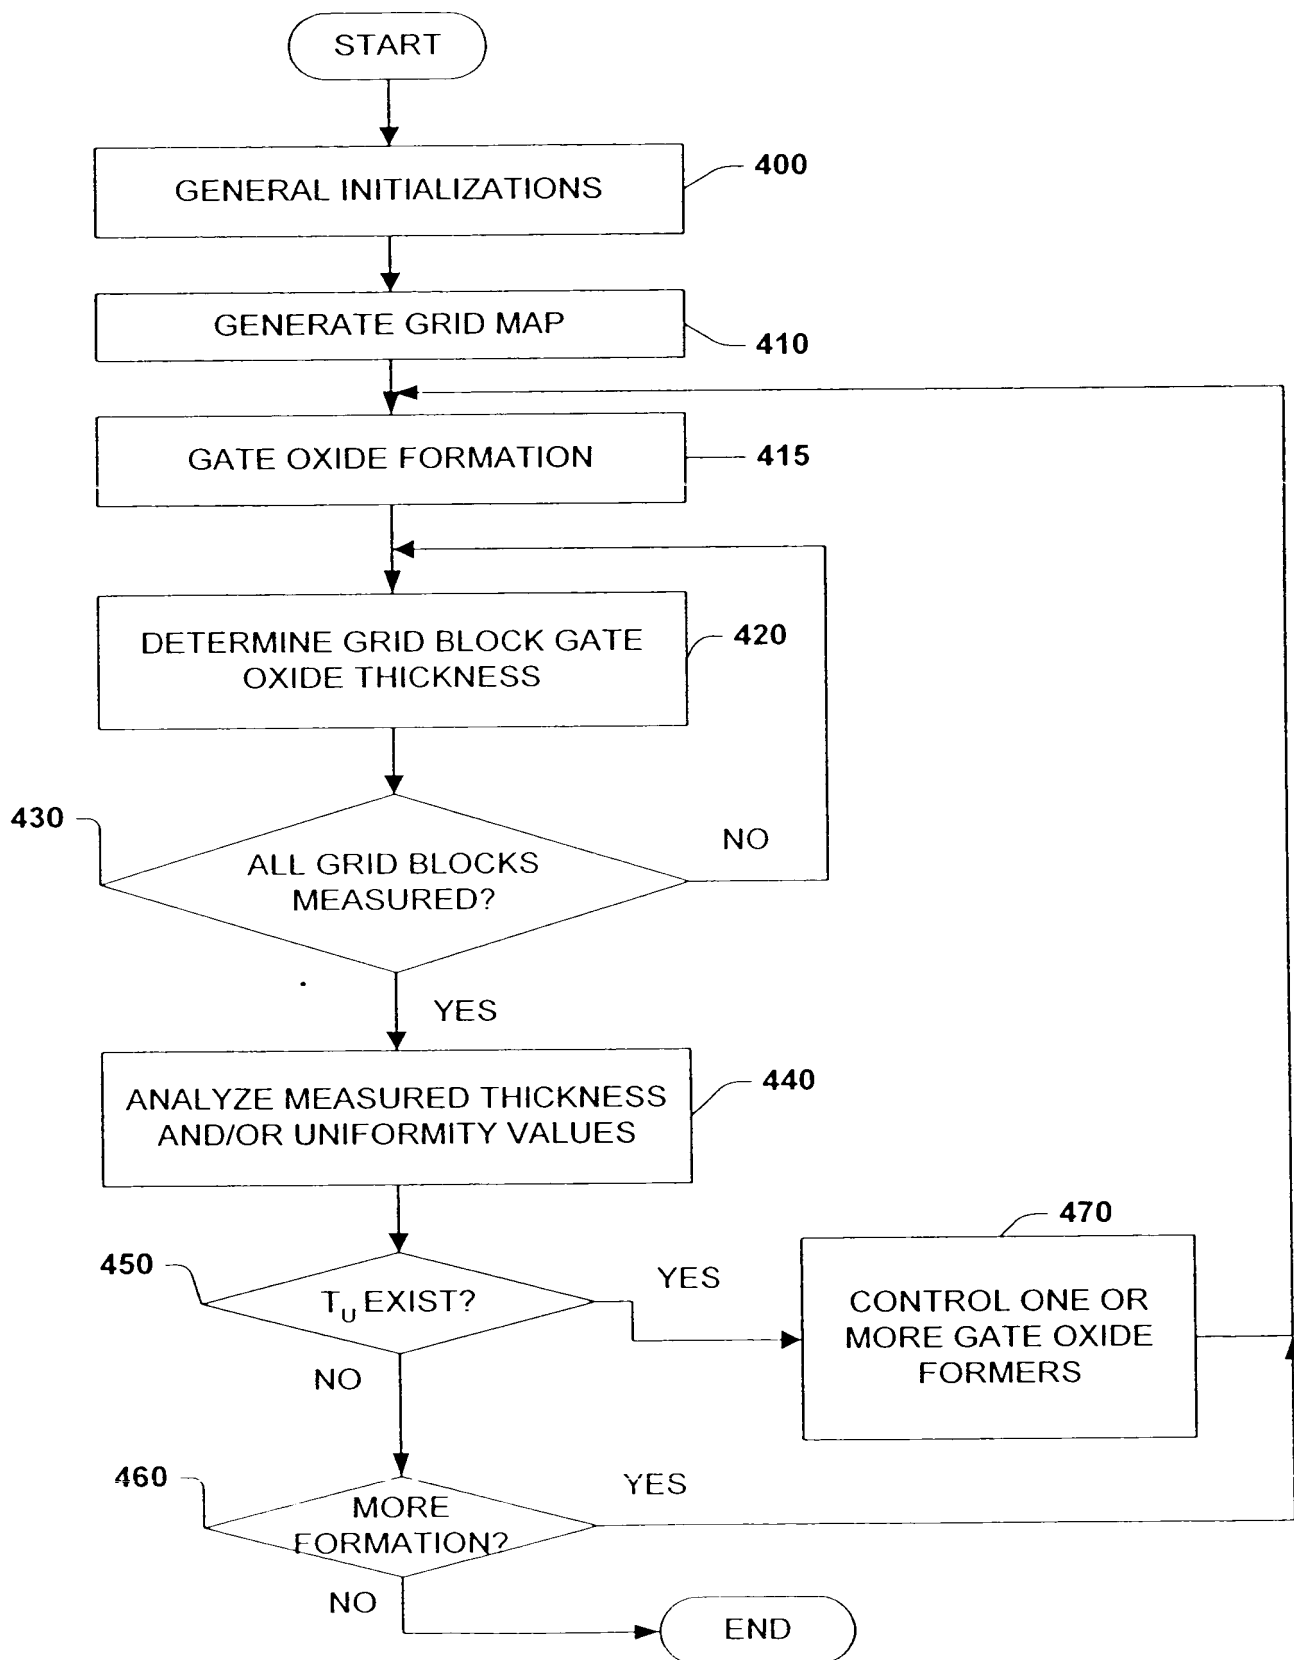 START
GENERAL INITIALIZATIONS
400
GENERATE GRID MAP
410
GATE OXIDE FORMATION
415
DETERMINE GRID BLOCK GATE
OXIDE THICKNESS
420
430
ALL GRID BLOCKS
MEASURED?
NO
YES
ANALYZE MEASURED THICKNESS
AND/OR UNIFORMITY VALUES
440
450
TU EXIST?
YES
470
CONTROL ONE OR
MORE GATE OXIDE
FORMERS
NO
460
MORE
FORMATION?
YES
NO
END